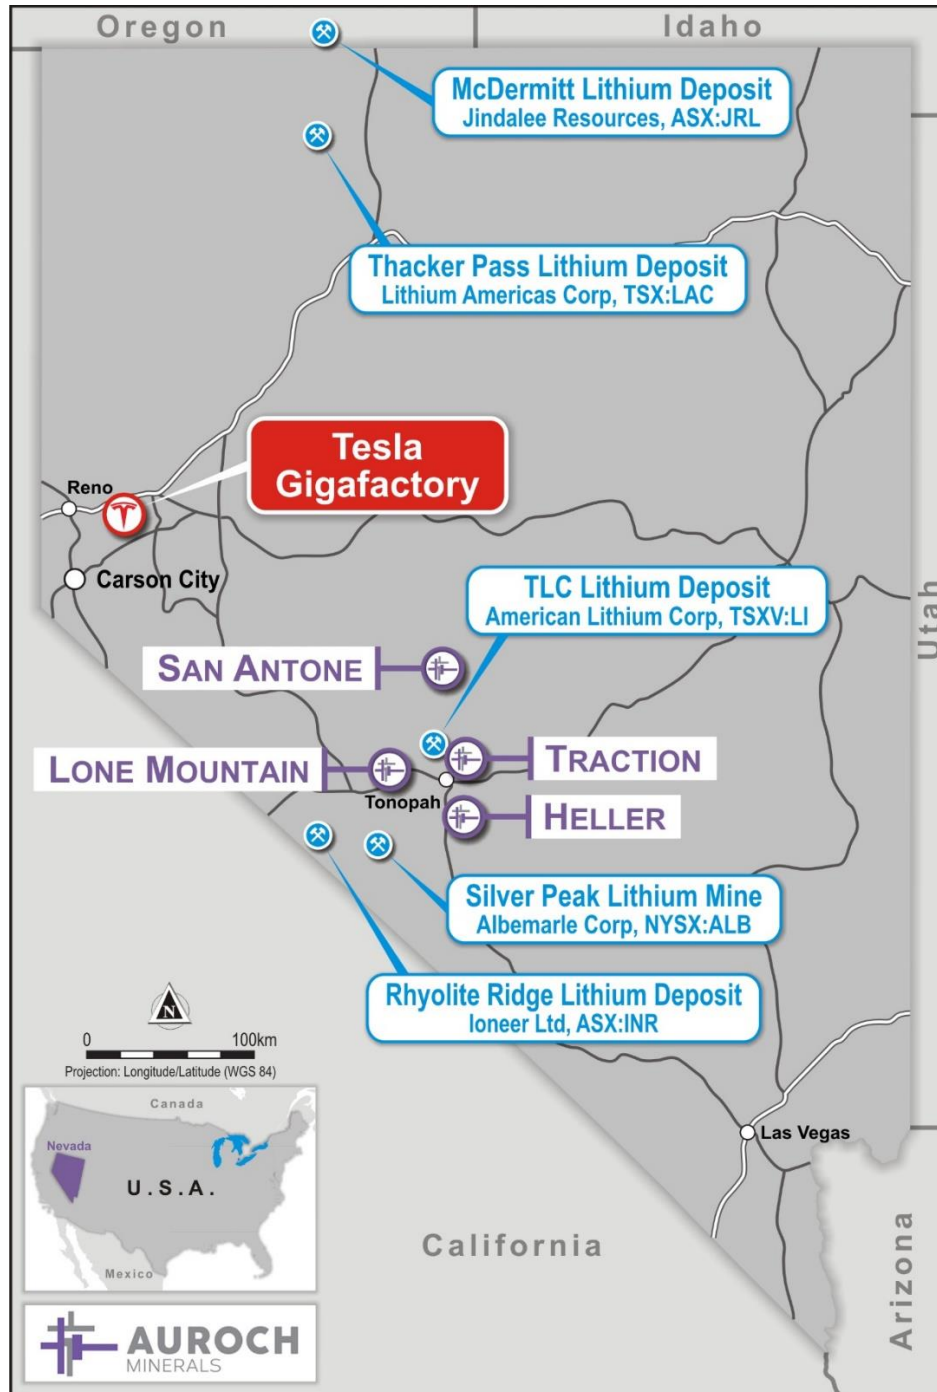 Oregon
Idaho
McDermitt Lithium Deposit
Jindalee Resources, ASX:JRL
Thacker Pass Lithium Deposit
Lithium Americas Corp, TSX:LAC
Tesla
Gigafactory
Reno
Carson City
TLC Lithium Deposit
American Lithium Corp, TSXV:LI
Utah
SAN ANTONE
LONE MOUNTAIN
TRACTION
Tonopah
HELLER
Silver Peak Lithium Mine
Albemarle Corp, NYSX:ALB
Rhyolite Ridge Lithium Deposit
Ioneer Ltd, ASX:INR
N
0 100km
Projection: Longitude/Latitude (WGS 84)
Canada
Nevada
U.S.A.
Mexico
Las Vegas
California
Arizona
AUROCH
MINERALS